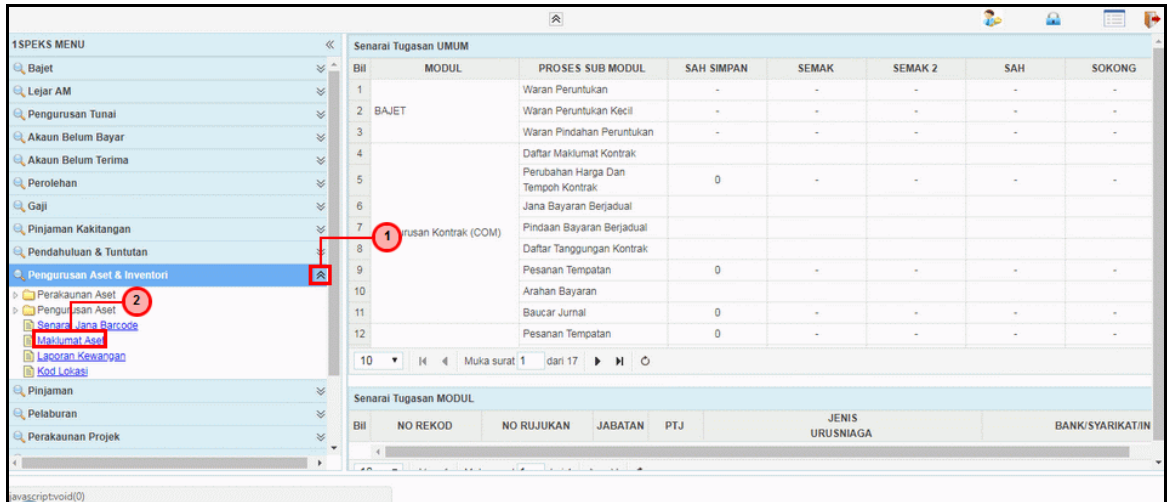 1SPEKS MENU
Bajet
Lejar AM
Pengurusan Tunai
Akaun Belum Bayar
Akaun Belum Terima
Perolehan
Gaji
Pinjaman Kakitangan
Pendahuluan & Tuntutan
Pengurusan Aset & Inventori
Perakaunan Aset
Pengurusan Aset
Senarai Jana Barcode
Maklumat Aset
Laporan Kewangan
Kod Lokasi
Pinjaman
Pelaburan
Perakaunan Projek
1
2
Senarai Tugasan UMUM
Bil MODUL PROSES SUB MODUL SAH SIMPAN SEMAK SEMAK 2 SAH SOKONG
1 Waran Peruntukan - - - - -
2 BAJET Waran Peruntukan Kecil - - - - -
3 Waran Pindahan Peruntukan - - - - -
4 Daftar Maklumat Kontrak
5 Perubahan Harga Dan
Tempoh Kontrak 0 - - - -
6 Jana Bayaran Berjadual
7 rusan Kontrak (COM) Pindaan Bayaran Berjadual
8 Daftar Tanggungan Kontrak
9 Pesanan Tempatan 0 - - - -
10 Arahan Bayaran
11 Baucar Jurnal 0 - - - -
12 Pesanan Tempatan 0 - - - -
10 Muka surat 1 dari 17
Senarai Tugasan MODUL
Bil NO REKOD NO RUJUKAN JABATAN PTJ JENIS
URUSNIAGA BANK/SYARIKAT/IN
javascript:void(0)